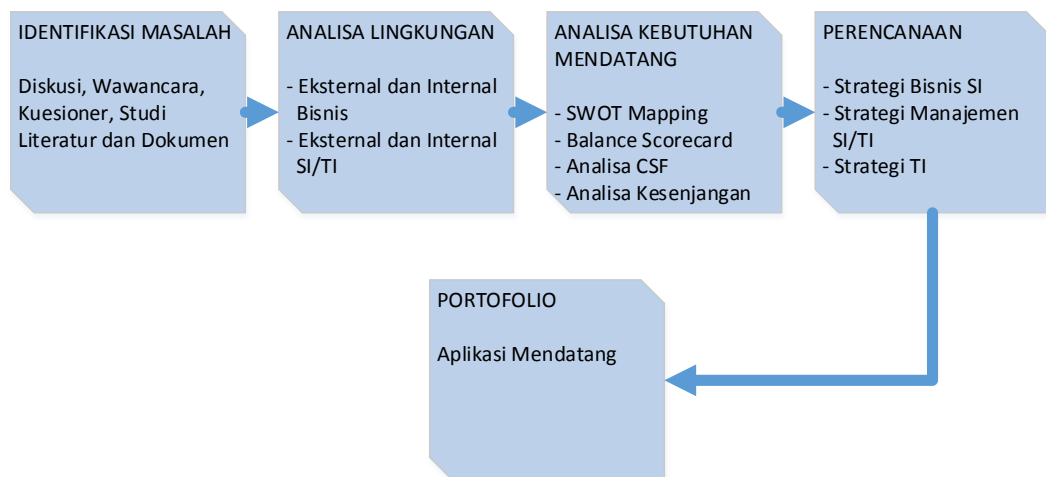 IDENTIFIKASI MASALAH
Diskusi, Wawancara,
Kuesioner, Studi
Literatur dan Dokumen
ANALISA LINGKUNGAN
- Eksternal dan Internal
Bisnis
- Eksternal dan Internal
SI/TI
ANALISA KEBUTUHAN
MENDATANG
- SWOT Mapping
- Balance Scorecard
- Analisa CSF
- Analisa Kesenjangan
PERENCANAAN
- Strategi Bisnis SI
- Strategi Manajemen
SI/TI
- Strategi TI
PORTOFOLIO
Aplikasi Mendatang